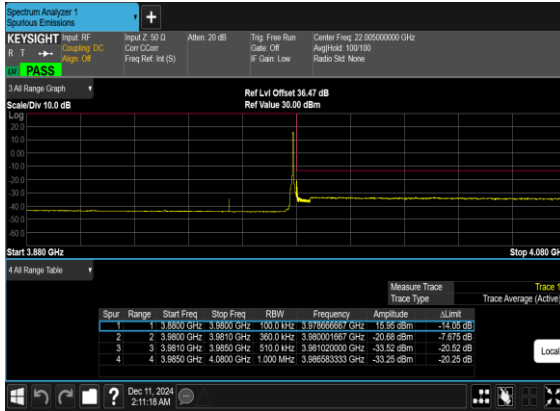 Spectrum Analyzer 1
Spurious Emissions
KEYSIGHT Input: RF Input Z: 50 Ω Atten: 20 dB Trig: Free Run Center Freq: 22.005000000 GHz
R T Coupling: DC Corr CCorr Gate: Off Avg|Hold: 100/100
Align: Off Freq Ref: Int (S) IF Gain: Low Radio Std: None
PASS
3 All Range Graph
Ref Lvl Offset 36.47 dB
Scale/Div 10.0 dB Ref Value 30.00 dBm
Log
20.0
10.0
0.00
-10.0
-20.0
-30.0
-40.0
-50.0
-60.0
Start 3.880 GHz Stop 4.080 GH
4 All Range Table
Measure Trace Trace 1
Trace Type Trace Average (Active)
Spur Range Start Freq Stop Freq RBW Frequency Amplitude ΔLimit
1 1 3.8800 GHz 3.9800 GHz 100.0 kHz 3.978666667 GHz 15.95 dBm -14.05 dB
2 2 3.9800 GHz 3.9810 GHz 360.0 kHz 3.980001667 GHz -20.68 dBm -7.675 dB
3 3 3.9810 GHz 3.9850 GHz 510.0 kHz 3.981020000 GHz -33.52 dBm -20.52 dB
4 4 3.9850 GHz 4.0800 GHz 1.000 MHz 3.986583333 GHz -33.25 dBm -20.25 dB
Local
? Dec 11, 2024
2:11:18 AM